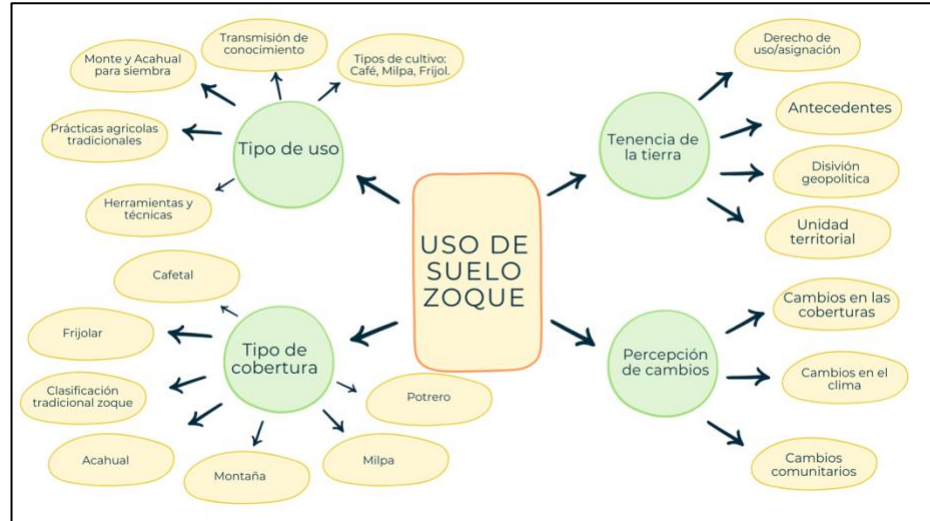 Transmisión de
conocimiento
Tipos de cultivo:
Café, Milpa, Frijol.
Monte y Acahual
para siembra
Prácticas agricolas
tradicionales
Tipo de uso
Herramientas y
técnicas
Derecho de
uso/asignación
Antecedentes
Tenencia de
la tierra
Disivión
geopolitica
Unidad
territorial
USO DE
SUELO
ZOQUE
Cafetal
Frijolar
Tipo de
cobertura
Clasificación
tradicional zoque
Acahual
Montaña
Milpa
Potrero
Cambios en las
coberturas
Percepción
de cambios
Cambios en el
clima
Cambios
comunitarios